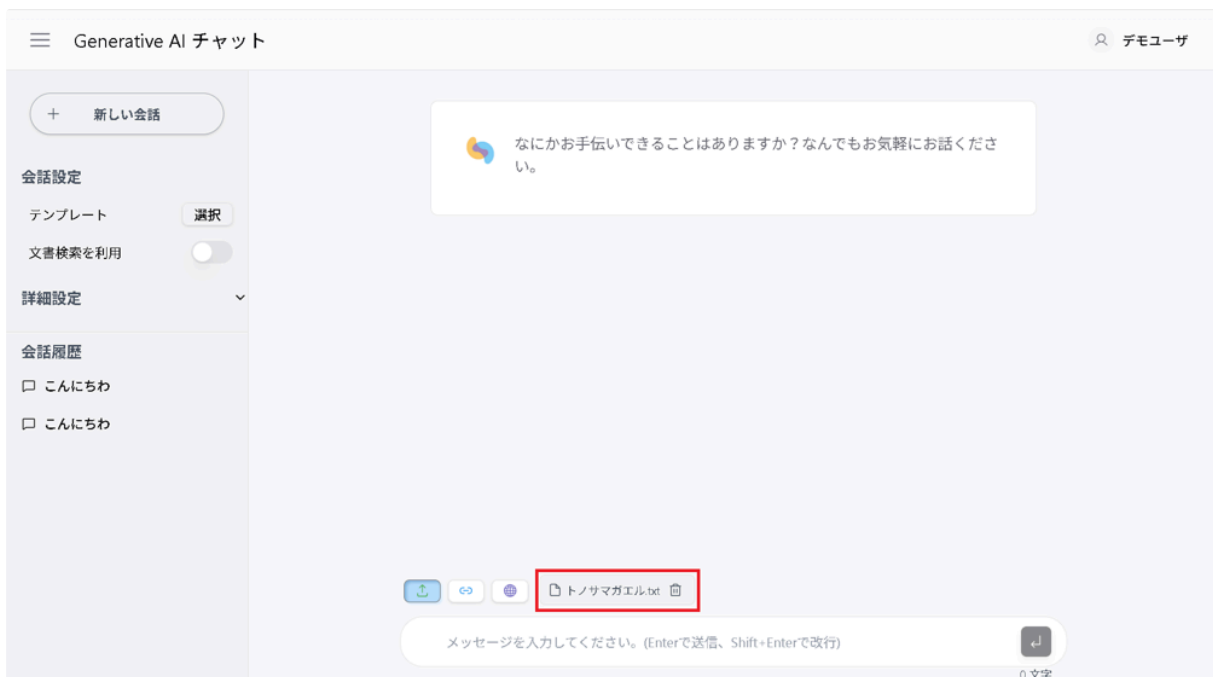 Generative AI チャット
デモユーザ
+ 新しい会話
会話設定
テンプレート 選択
文書検索を利用
詳細設定
会話履歴
こんにちわ
こんにちわ
なにかお手伝いできることはありますか？なんでもお気軽にお話くださ
い。
トノサマガエル.txt
メッセージを入力してください。(Enterで送信、Shift+Enterで改行)
0 文字